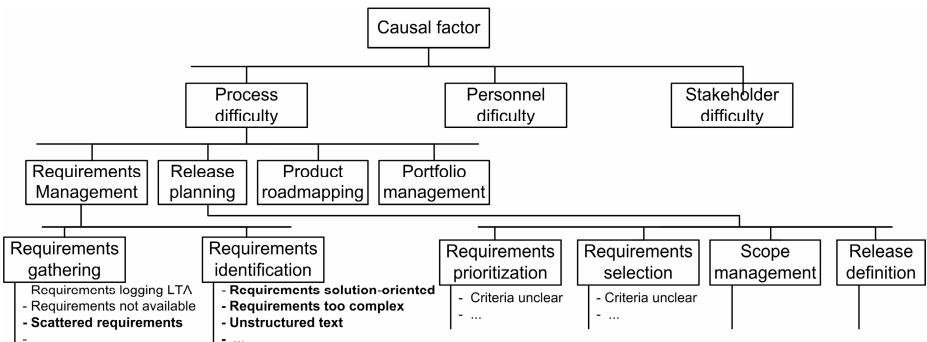 Causal factor
Process
difficulty
Personnel
difficulty
Stakeholder
difficulty
Requirements
Management
Release
planning
Product
roadmapping
Portfolio
management
Requirements
gathering
Requirements
identification
Requirements
prioritization
Requirements
selection
Scope
management
Release
definition
Requirements logging LTA
- Requirements not available
- Scattered requirements
-
- Requirements solution-oriented
- Requirements too complex
- Unstructured text
- ...
- Criteria unclear
- ...
- Criteria unclear
- ...